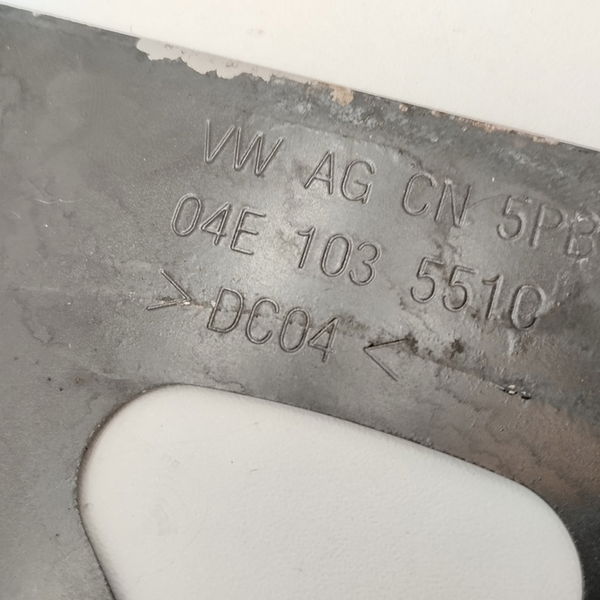 VW AG CN 5PB
04E 103 551C
>DC04<